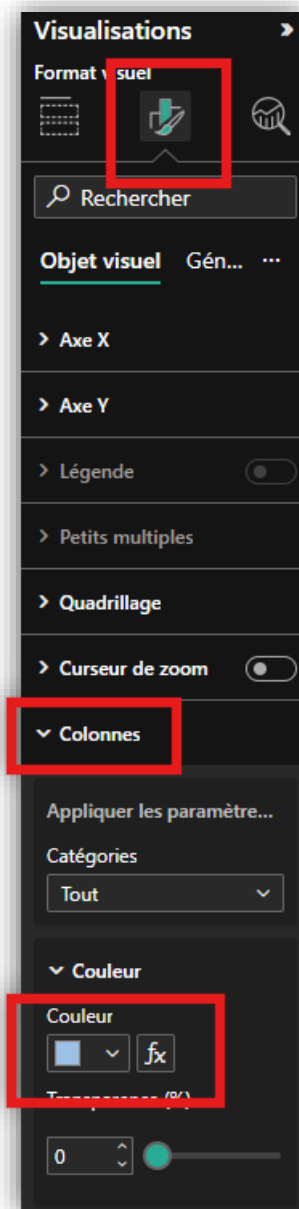 Visualisations
Format visuel
Rechercher
Objet visuel Gén... ...
Axe X
Axe Y
Légende
Petits multiples
Quadrillage
Curseur de zoom
Colonnes
Appliquer les paramètre...
Catégories
Tout
Couleur
Couleur
fx
Transparence (%)
0